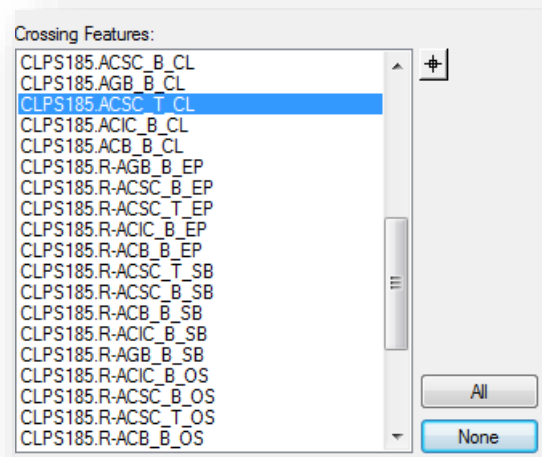 Crossing Features:
CLPS185.ACSC_B_CL
CLPS185.AGB_B_CL
CLPS185.ACSC_T_CL
CLPS185.ACIC_B_CL
CLPS185.ACB_B_CL
CLPS185.R-AGB_B_EP
CLPS185.R-ACSC_B_EP
CLPS185.R-ACSC_T_EP
CLPS185.R-ACIC_B_EP
CLPS185.R-ACB_B_EP
CLPS185.R-ACSC_T_SB
CLPS185.R-ACSC_B_SB
CLPS185.R-ACB_B_SB
CLPS185.R-ACIC_B_SB
CLPS185.R-AGB_B_SB
CLPS185.R-ACIC_B_OS
CLPS185.R-ACSC_B_OS
CLPS185.R-ACSC_T_OS
CLPS185.R-ACB_B_OS
All
None